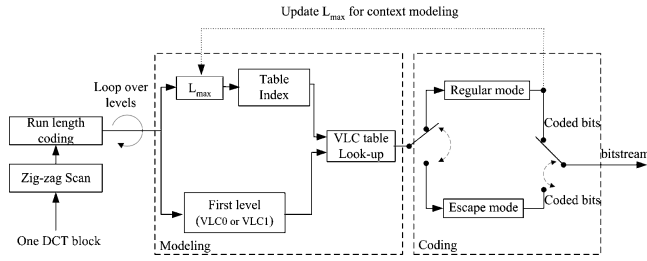 Update Lmax for context modeling
Loop over
levels
Lmax
Table
Index
Regular mode
Run length
coding
VLC table
Look-up
Coded bits
bitstream
Zig-zag Scan
First level
(VLC0 or VLC1)
Escape mode
Coded bits
One DCT block
Modeling
Coding